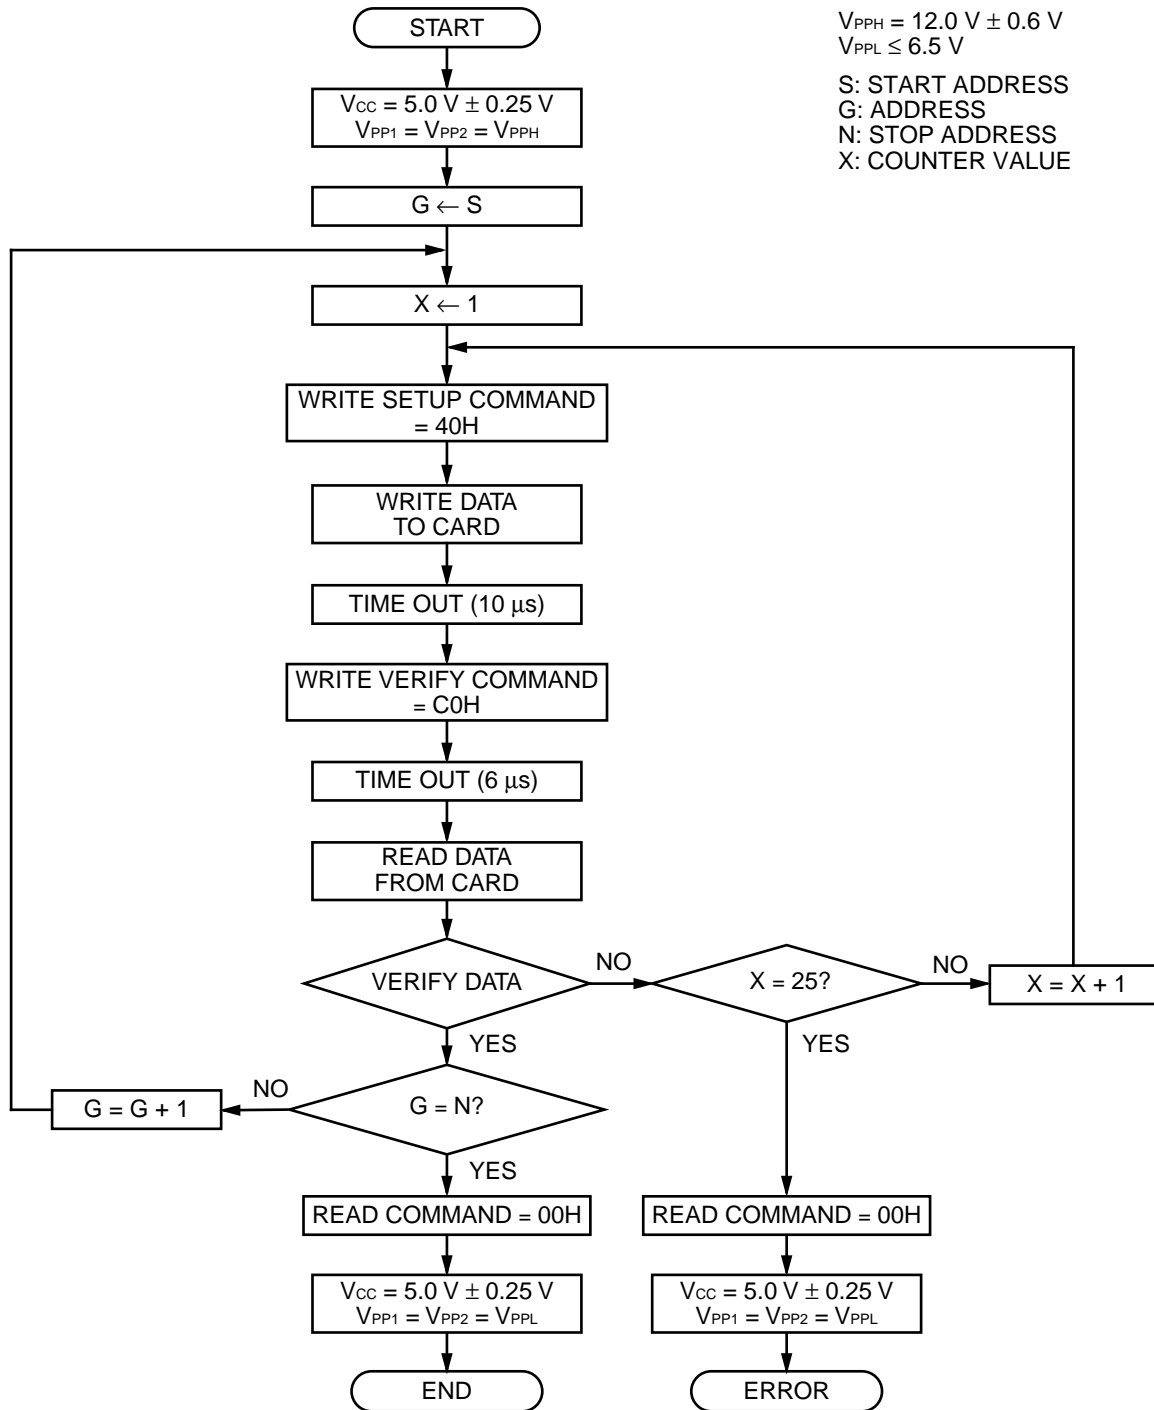 START
VPPH = 12.0 V ± 0.6 V
VPPL ≤ 6.5 V
S: START ADDRESS
G: ADDRESS
N: STOP ADDRESS
X: COUNTER VALUE
VCC = 5.0 V ± 0.25 V
VPP1 = VPP2 = VPPH
G ← S
X ← 1
WRITE SETUP COMMAND
= 40H
WRITE DATA
TO CARD
TIME OUT (10 µs)
WRITE VERIFY COMMAND
= C0H
TIME OUT (6 µs)
READ DATA
FROM CARD
VERIFY DATA
NO
X = 25?
NO
X = X + 1
YES
YES
G = N?
NO
G = G + 1
YES
READ COMMAND = 00H
READ COMMAND = 00H
VCC = 5.0 V ± 0.25 V
VPP1 = VPP2 = VPPL
VCC = 5.0 V ± 0.25 V
VPP1 = VPP2 = VPPL
END
ERROR